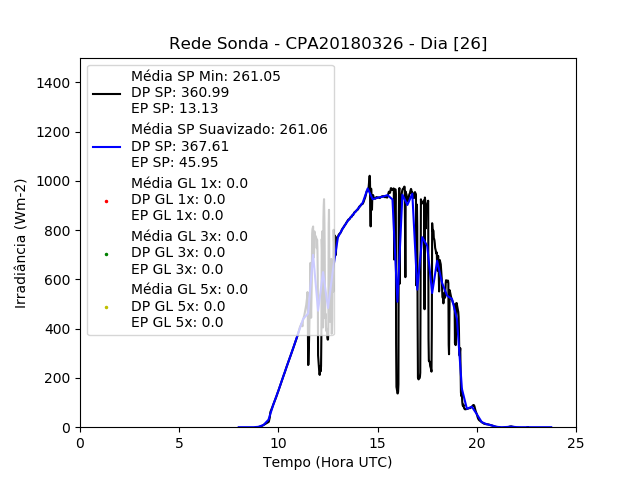 Rede Sonda - CPA20180326 - Dia [26]
Média SP Min: 261.05
DP SP: 360.99
EP SP: 13.13
Média SP Suavizado: 261.06
DP SP: 367.61
EP SP: 45.95
Média GL 1x: 0.0
DP GL 1x: 0.0
EP GL 1x: 0.0
Média GL 3x: 0.0
DP GL 3x: 0.0
EP GL 3x: 0.0
Média GL 5x: 0.0
DP GL 5x: 0.0
EP GL 5x: 0.0
Irradiância (Wm-2)
1400
1200
1000
800
600
400
200
0
0 5 10 15 20 25
Tempo (Hora UTC)